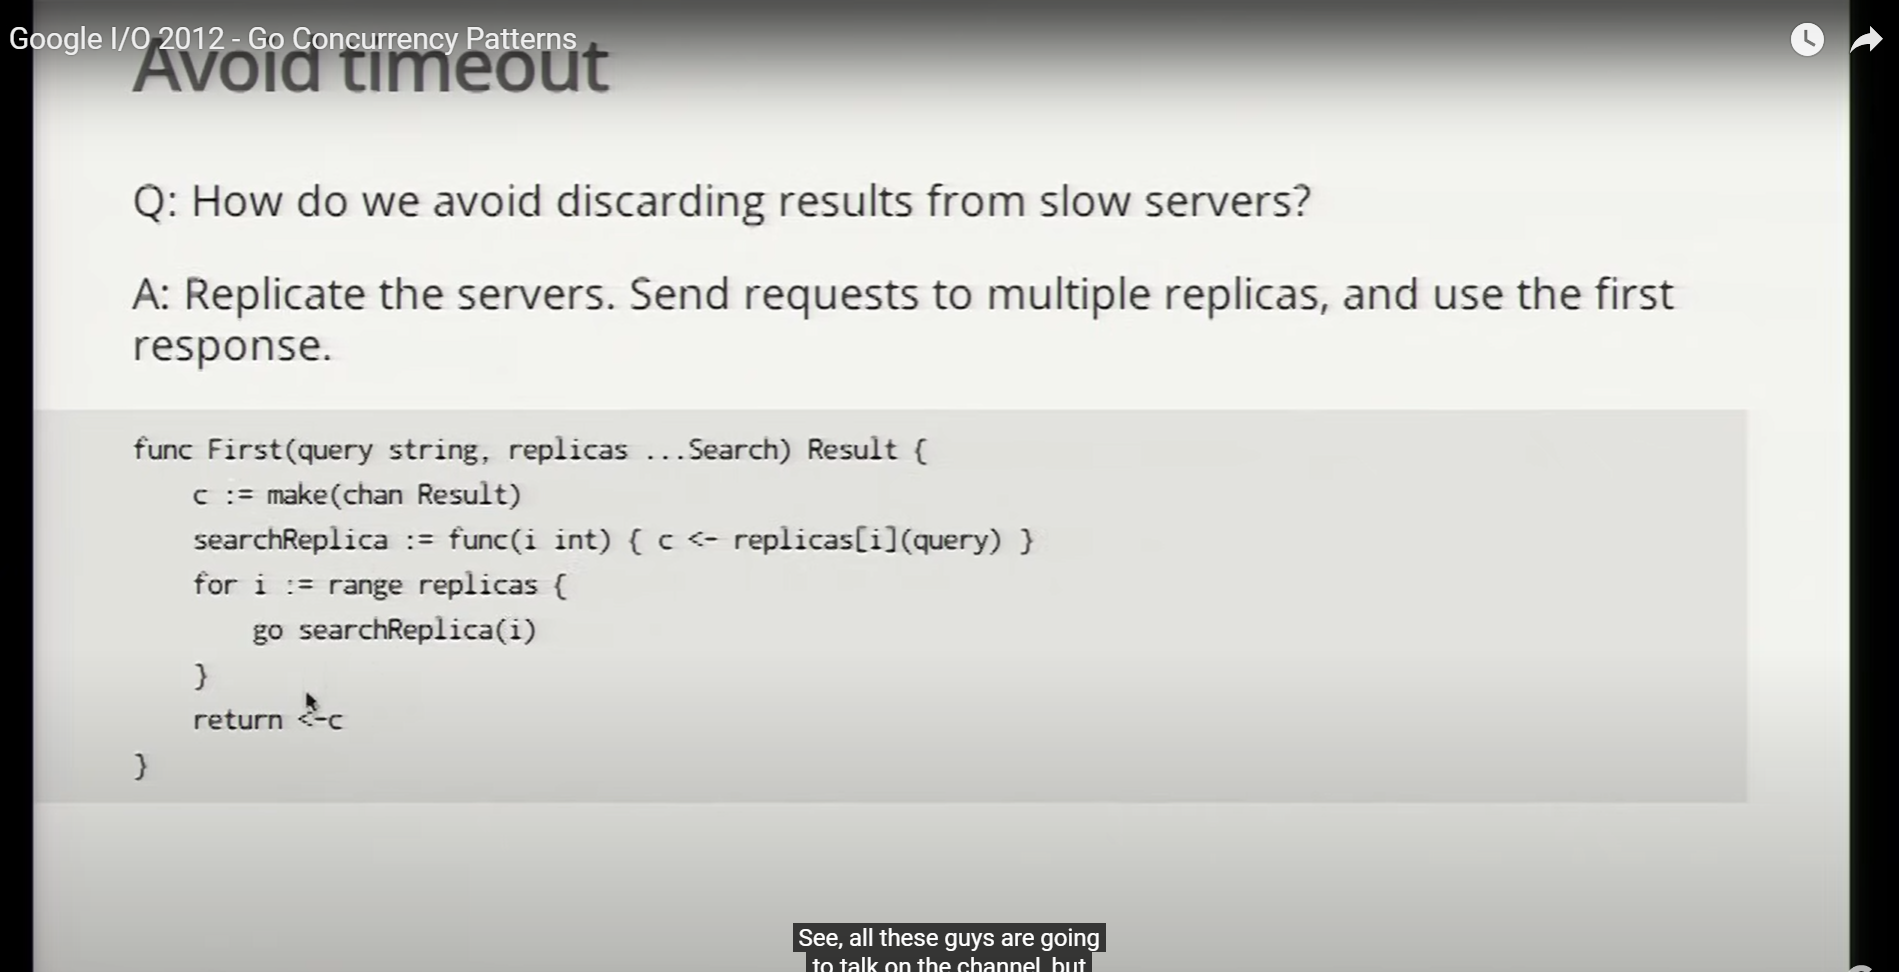 Google I/O 2012 - Go Concurrency Patterns
Avoid timeout
Q: How do we avoid discarding results from slow servers?
A: Replicate the servers. Send requests to multiple replicas, and use the first
response.
func First(query string, replicas ...Search) Result {
    c := make(chan Result)
    searchReplica := func(i int) { c <- replicas[i](query) }
    for i := range replicas {
        go searchReplica(i)
    }
    return <-c
}
See, all these guys are going
to talk on the channel, but